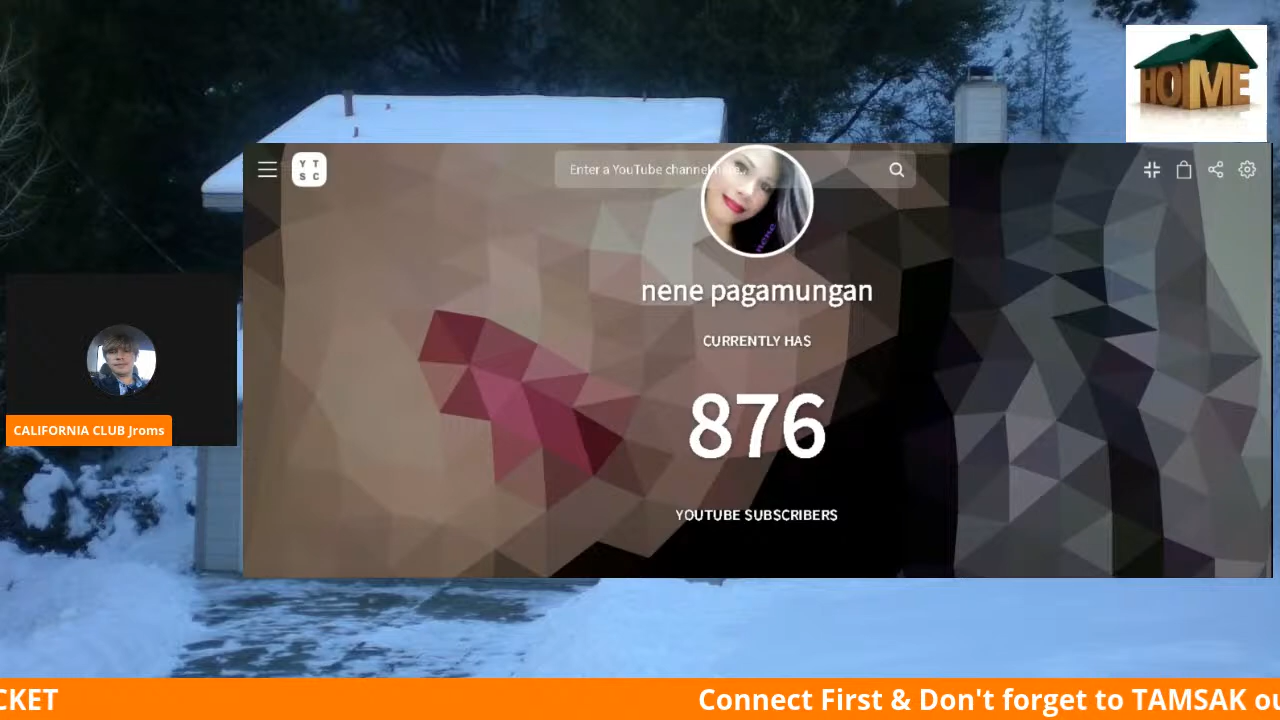 HOME
Y T
S C
Enter a YouTube channel
nene
nene pagamungan
CURRENTLY HAS
876
YOUTUBE SUBSCRIBERS
CALIFORNIA CLUB Jroms
CKET
Connect First & Don't forget to TAMSAK ou